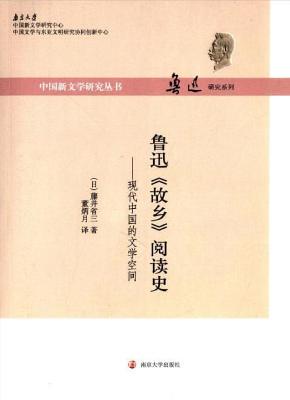 南京大学
中国新文学研究中心
中国文学与东亚文明研究协同创新中心
中国新文学研究丛书
鲁迅 研究系列
鲁迅《故乡》阅读史
——现代中国的文学空间
(日)藤井省三 著
董炳月 译
南京大学出版社